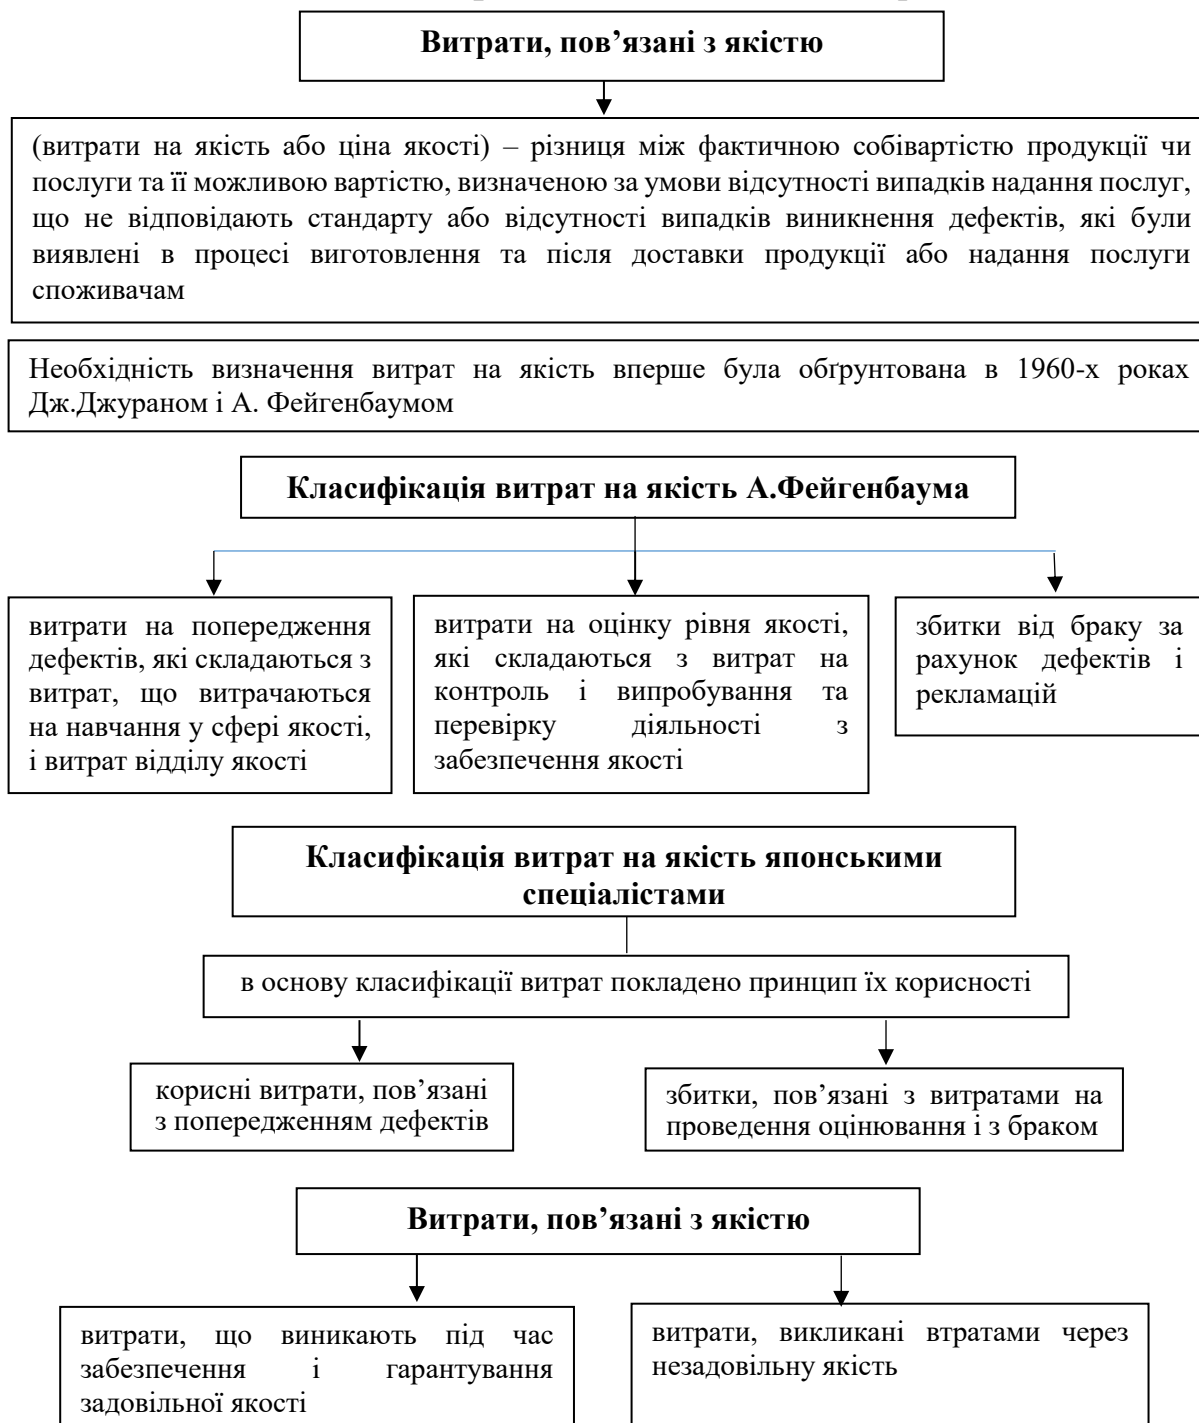 Витрати, пов’язані з якістю
(витрати на якість або ціна якості) – різниця між фактичною собівартістю продукції чи
послуги та її можливою вартістю, визначеною за умови відсутності випадків надання послуг,
що не відповідають стандарту або відсутності випадків виникнення дефектів, які були
виявлені в процесі виготовлення та після доставки продукції або надання послуги
споживачам
Необхідність визначення витрат на якість вперше була обґрунтована в 1960-х роках
Дж.Джураном і А. Фейгенбаумом
Класифікація витрат на якість А.Фейгенбаума
витрати на попередження
дефектів, які складаються з
витрат, що витрачаються
на навчання у сфері якості,
і витрат відділу якості
витрати на оцінку рівня якості,
які складаються з витрат на
контроль і випробування та
перевірку діяльності з
забезпечення якості
збитки від браку за
рахунок дефектів і
рекламацій
Класифікація витрат на якість японськими
спеціалістами
в основу класифікації витрат покладено принцип їх корисності
корисні витрати, пов’язані
з попередженням дефектів
збитки, пов’язані з витратами на
проведення оцінювання і з браком
Витрати, пов’язані з якістю
витрати, що виникають під час
забезпечення і гарантування
задовільної якості
витрати, викликані втратами через
незадовільну якість